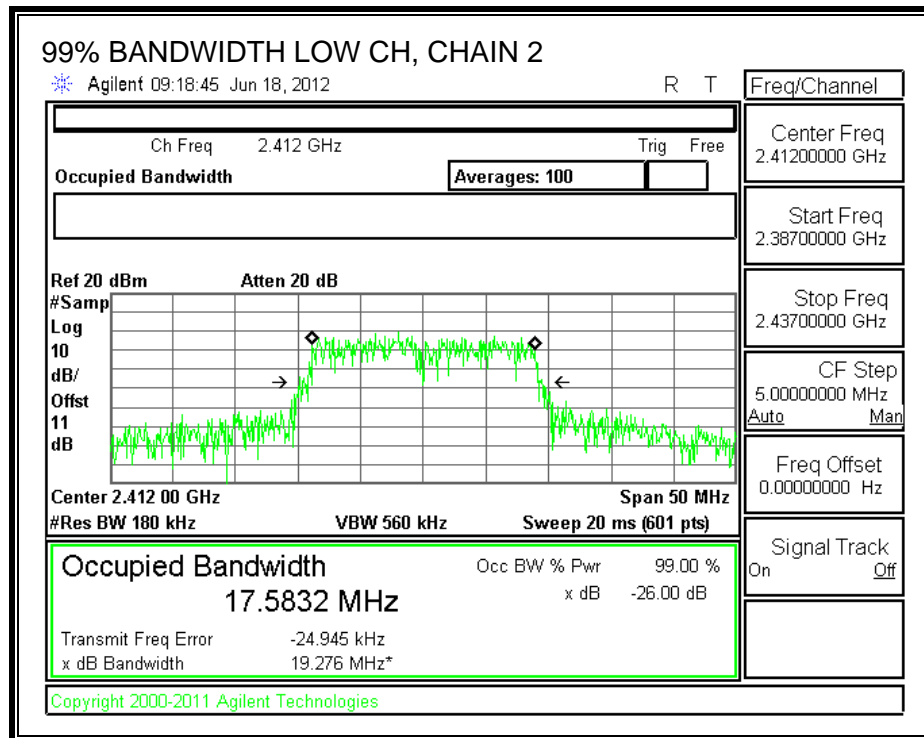 99% BANDWIDTH LOW CH, CHAIN 2
Agilent 09:18:45 Jun 18, 2012 R T
Freq/Channel
Ch Freq 2.412 GHz Trig Free
Occupied Bandwidth Averages: 100
Center Freq
2.41200000 GHz
Start Freq
2.38700000 GHz
Stop Freq
2.43700000 GHz
CF Step
5.00000000 MHz
Auto Man
Freq Offset
0.00000000 Hz
Signal Track
On Off
Ref 20 dBm Atten 20 dB
#Samp
Log
10
dB/
Offst
11
dB
Center 2.412 00 GHz Span 50 MHz
#Res BW 180 kHz VBW 560 kHz Sweep 20 ms (601 pts)
Occupied Bandwidth Occ BW % Pwr 99.00 %
17.5832 MHz x dB -26.00 dB
Transmit Freq Error -24.945 kHz
x dB Bandwidth 19.276 MHz*
Copyright 2000-2011 Agilent Technologies